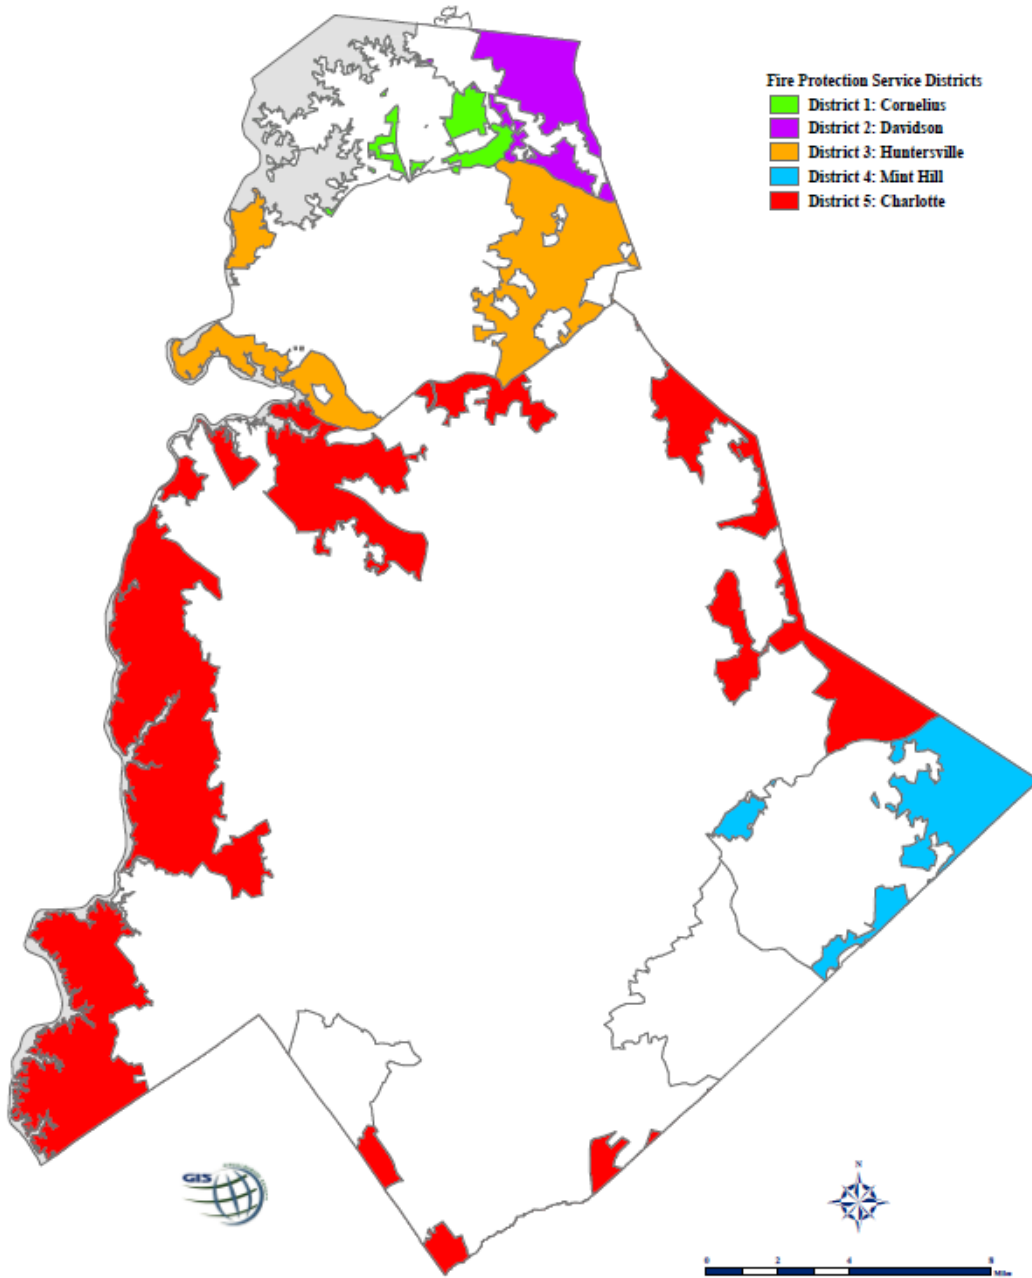 Fire Protection Service Districts
District 1: Cornelius
District 2: Davidson
District 3: Huntersville
District 4: Mint Hill
District 5: Charlotte
GIS
N
0 2 4 8
Miles